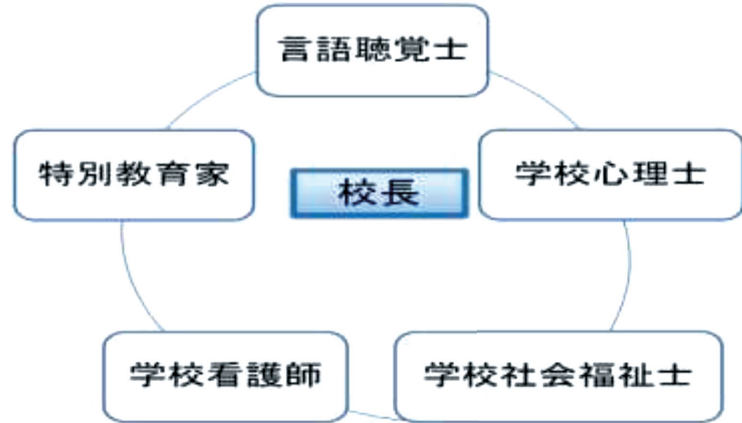 言語聴覚士
特別教育家
校長
学校心理士
学校看護師
学校社会福祉士